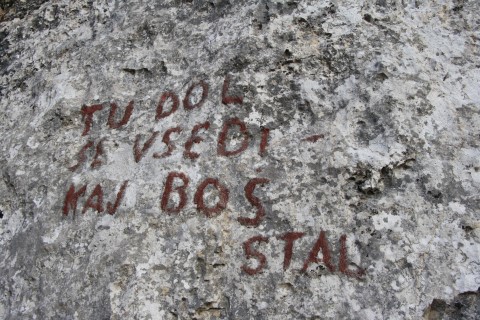 TU DOL
SE VSEDI -
KAJ BOS
STAL